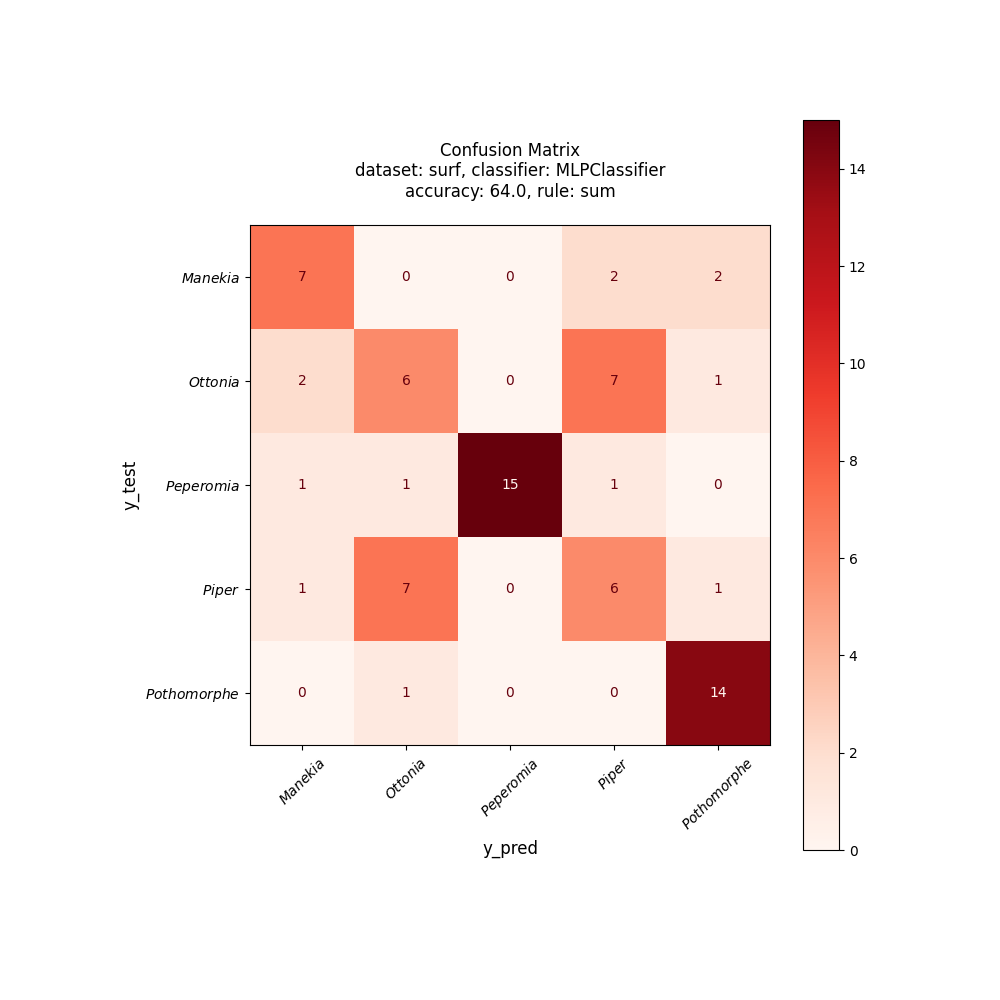 Confusion Matrix
dataset: surf, classifier: MLPClassifier
accuracy: 64.0, rule: sum
y_test
Manekia 7 0 0 2 2
Ottonia 2 6 0 7 1
Peperomia 1 1 15 1 0
Piper 1 7 0 6 1
Pothomorphe 0 1 0 0 14
Manekia Ottonia Peperomia Piper Pothomorphe
y_pred
14
12
10
8
6
4
2
0